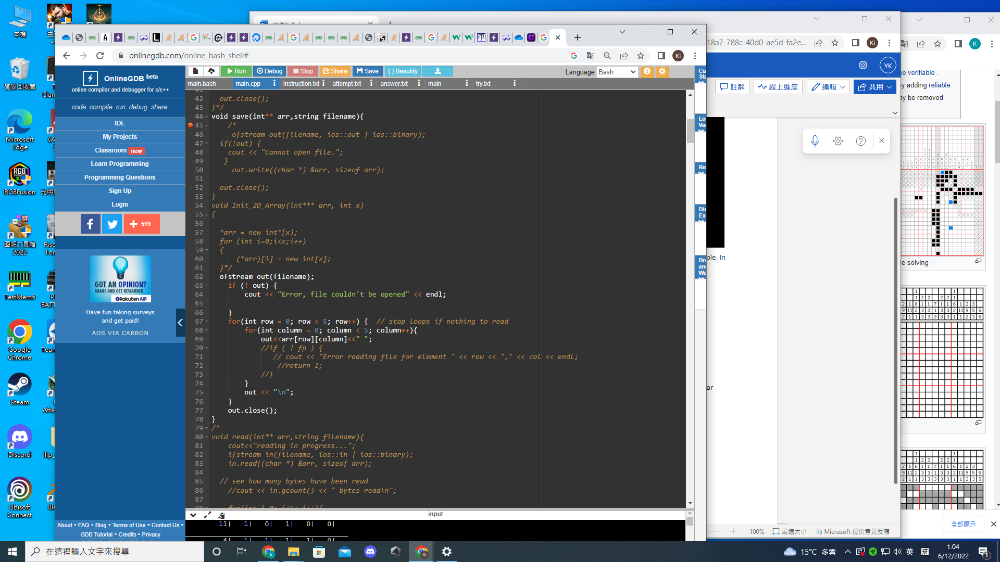 本機
資源回收筒
Microsoft Edge
RGBFusion
图吧工具箱 2022
TestMem5
Google Chrome
Steam
Discord
Ubisoft Connect
onlinegdb.com/online_bash_shell#
Ki
OnlineGDB beta
online compiler and debugger for c/c++
code. compile. run. debug. share.
IDE
My Projects
Classroom new
Learn Programming
Programming Questions
Sign Up
Login
519
GOT AN OPINION?
SHARE AND GET REWARDED.
Rakuten AIP
Have fun taking surveys
and get paid!
ADS VIA CARBON
About • FAQ • Blog • Terms of Use • Contact Us •
GDB Tutorial • Credits • Privacy
Run Debug Stop Share Save { } Beautify
Language Bash
main.bash main.cpp instruction.txt attempt.txt answer.txt main try.txt
41
42 out.close();
43 }*/
44 void save(int** arr,string filename){
45 /*
46 ofstream out(filename, ios::out | ios::binary);
47 if(!out) {
48 cout << "Cannot open file.";
49 }
50 out.write((char *) &arr, sizeof arr);
51
52 out.close();
53 }
54 void Init_2D_Array(int*** arr, int x)
55 {
56
57 *arr = new int*[x];
58 for (int i=0;i<x;i++)
59 {
60 (*arr)[i] = new int[x];
61 }*/
62 ofstream out(filename);
63 if (! out) {
64 cout << "Error, file couldn't be opened" << endl;
65
66 }
67 for(int row = 0; row < 5; row++) { // stop loops if nothing to read
68 for(int column = 0; column < 5; column++){
69 out<<arr[row][column]<<" ";
70 //if ( ! fp ) {
71 // cout << "Error reading file for element " << row << "," << col << endl;
72 //return 1;
73 //}
74 }
75 out << "\n";
76 }
77 out.close();
78 }
79 /*
80 void read(int** arr,string filename){
81 cout<<"reading in progress...";
82 ifstream in(filename, ios::in | ios::binary);
83 in.read((char *) &arr, sizeof arr);
84
85 // see how many bytes have been read
86 //cout << in.gcount() << " bytes read\n";
87
input
11| 1| 0| 1| 0| 0|
4| 1| 1| 1| 1| 0|
18a7-788c-40d0-ae5d-fa2e...
Ki
YK
註解
趕上進度
編輯
共用
ple. In
ar
100%
最適大小
向 Microsoft 提供意見反應
K
be verifiable .
y adding reliable
ay be removed
le solving
全部顯示
在這裡輸入文字來搜尋
15°C 多雲
英
1:04
6/12/2022
1